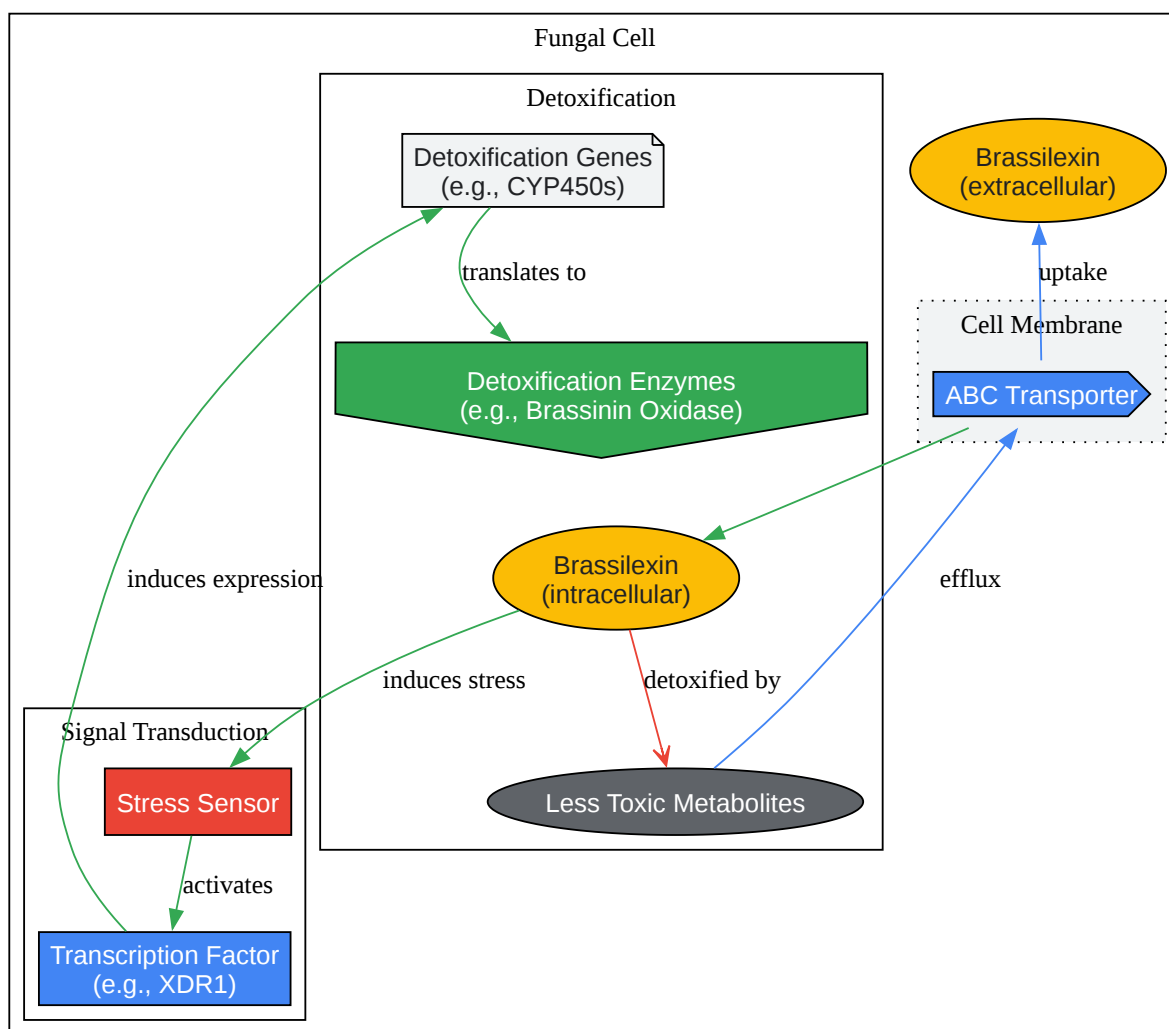 Fungal Cell
Detoxification
Detoxification Genes
(e.g., CYP450s)
Brassilexin
(extracellular)
translates to
uptake
Cell Membrane
Detoxification Enzymes
(e.g., Brassinin Oxidase)
ABC Transporter
induces expression
Brassilexin
(intracellular)
efflux
induces stress
detoxified by
Signal Transduction
Stress Sensor
Less Toxic Metabolites
activates
Transcription Factor
(e.g., XDR1)